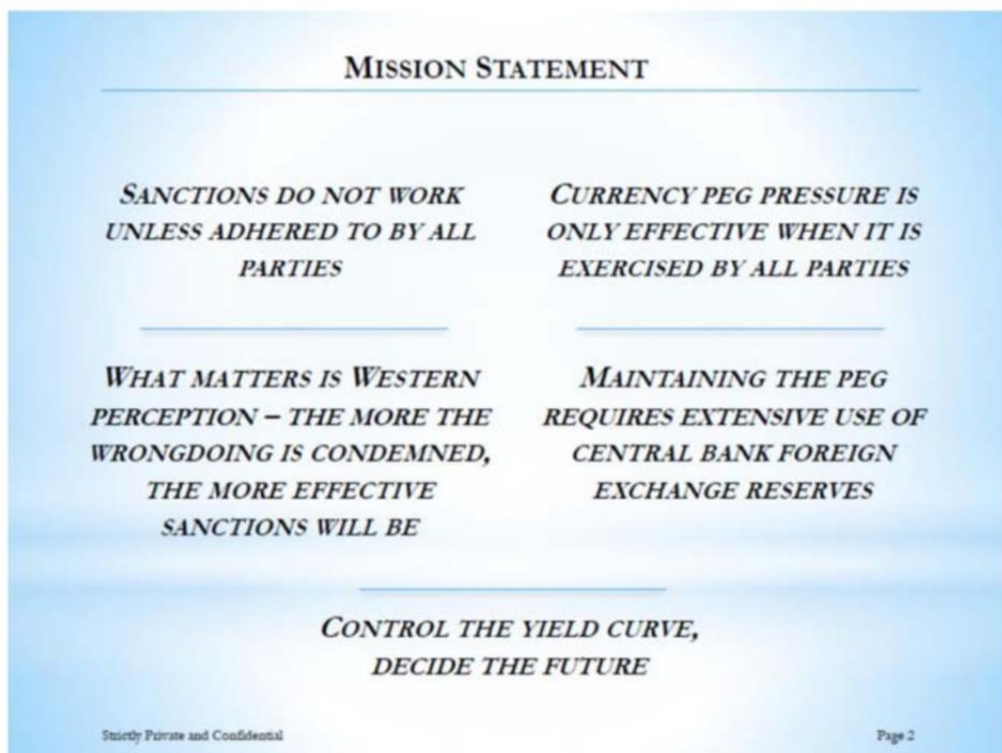 MISSION STATEMENT
SANCTIONS DO NOT WORK
UNLESS ADHERED TO BY ALL
PARTIES
WHAT MATTERS IS WESTERN
PERCEPTION – THE MORE THE
WRONGDOING IS CONDEMNED,
THE MORE EFFECTIVE
SANCTIONS WILL BE
CURRENCY PEG PRESSURE IS
ONLY EFFECTIVE WHEN IT IS
EXERCISED BY ALL PARTIES
MAINTAINING THE PEG
REQUIRES EXTENSIVE USE OF
CENTRAL BANK FOREIGN
EXCHANGE RESERVES
CONTROL THE YIELD CURVE,
DECIDE THE FUTURE
Strictly Private and Confidential
Page 2